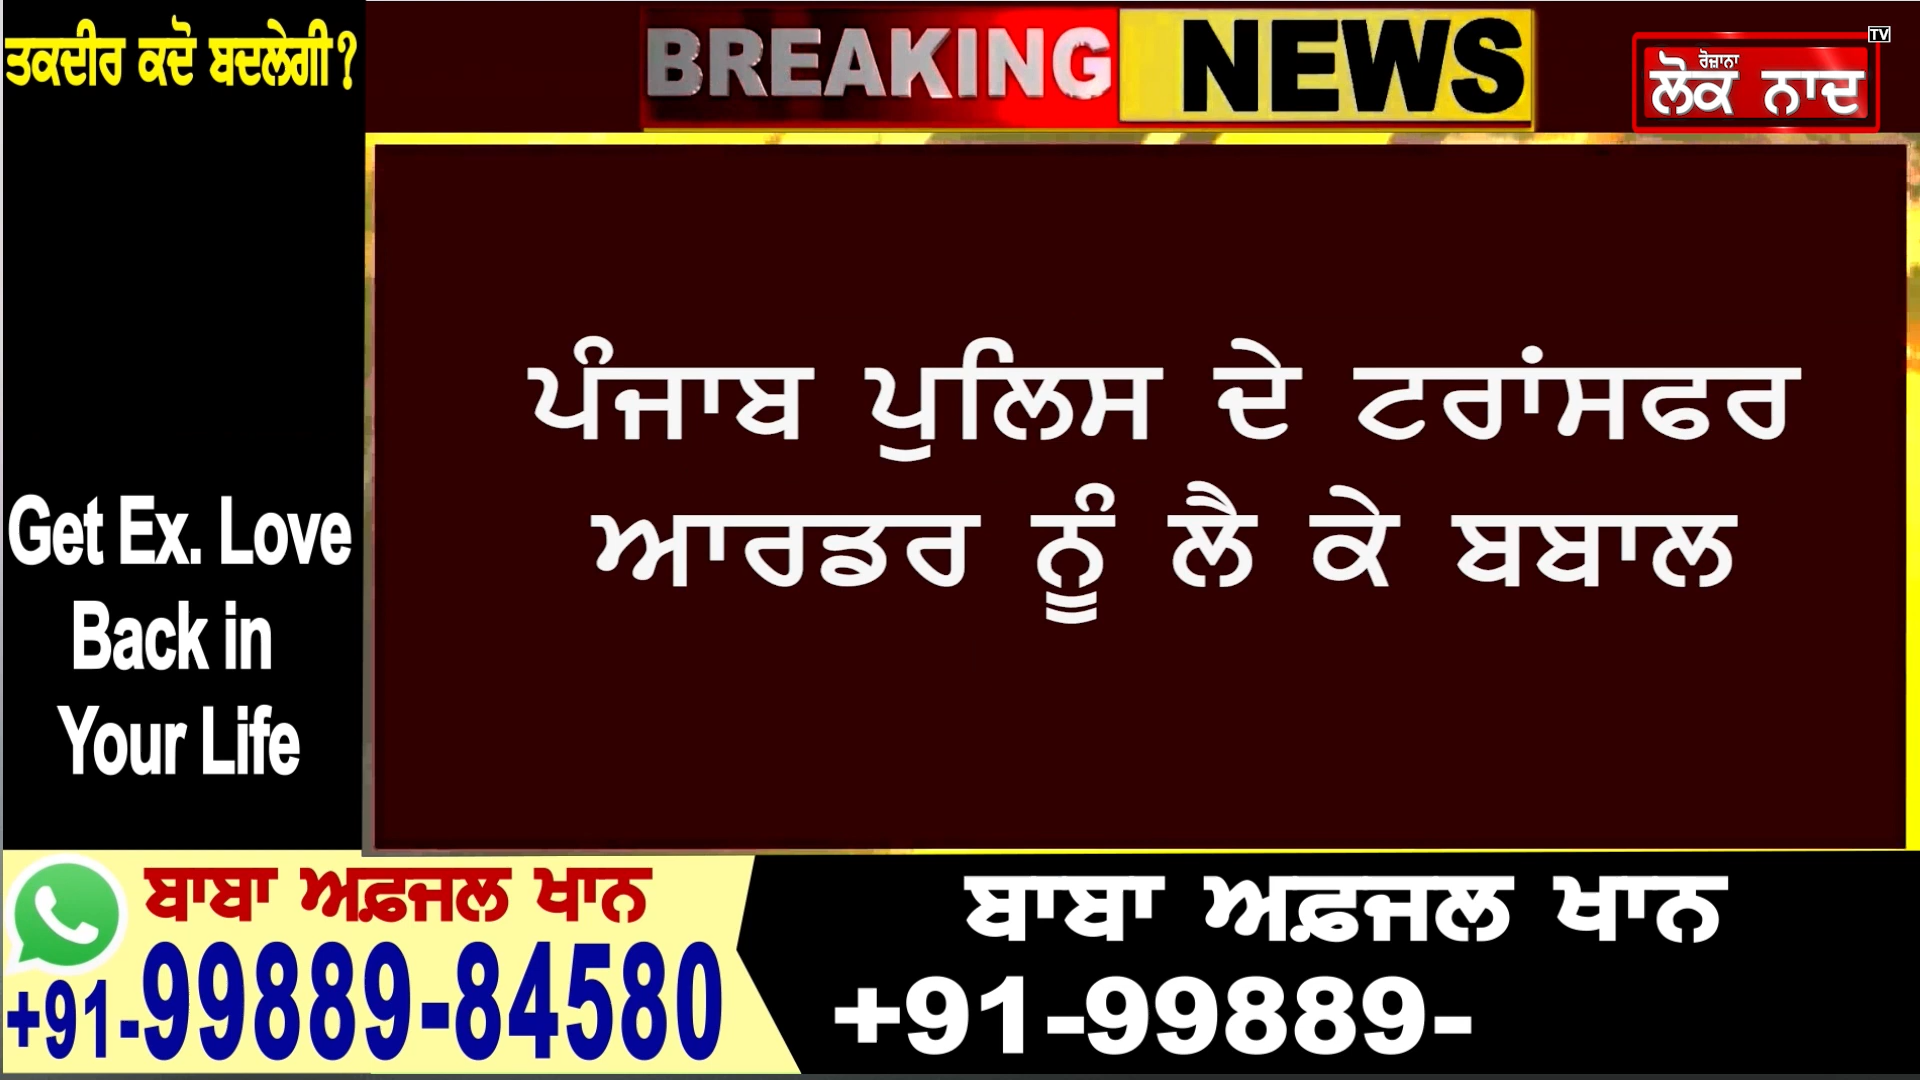 ਤਕਦੀਰ ਕਦੋ ਬਦਲੇਗੀ?
BREAKING NEWS
TV
ਰੋਜ਼ਾਨਾ
ਲੋਕ ਨਾਦ
ਪੰਜਾਬ ਪੁਲਿਸ ਦੇ ਟਰਾਂਸਫਰ
ਆਰਡਰ ਨੂੰ ਲੈ ਕੇ ਬਬਾਲ
Get Ex. Love
Back in
Your Life
ਬਾਬਾ ਅਫ਼ਜਲ ਖਾਨ
+91-99889-84580
ਬਾਬਾ ਅਫ਼ਜਲ ਖਾਨ
+91-99889-